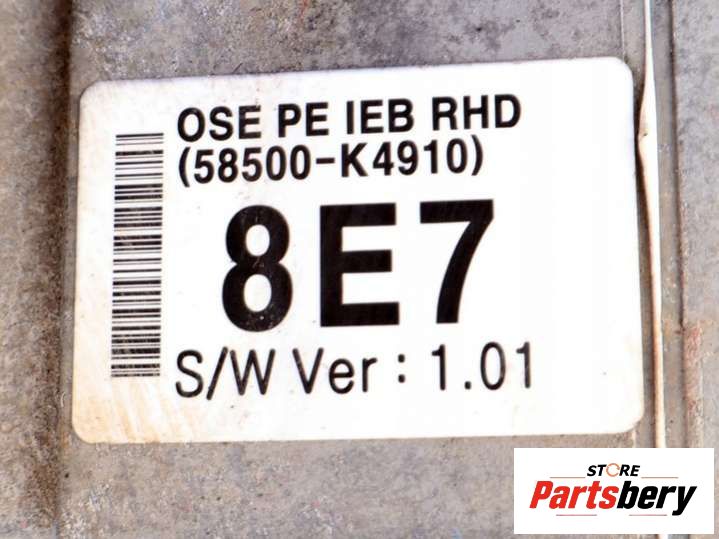 OSE PE IEB RHD
(58500-K4910)
8E7
S/W Ver : 1.01
STORE
Partsbery